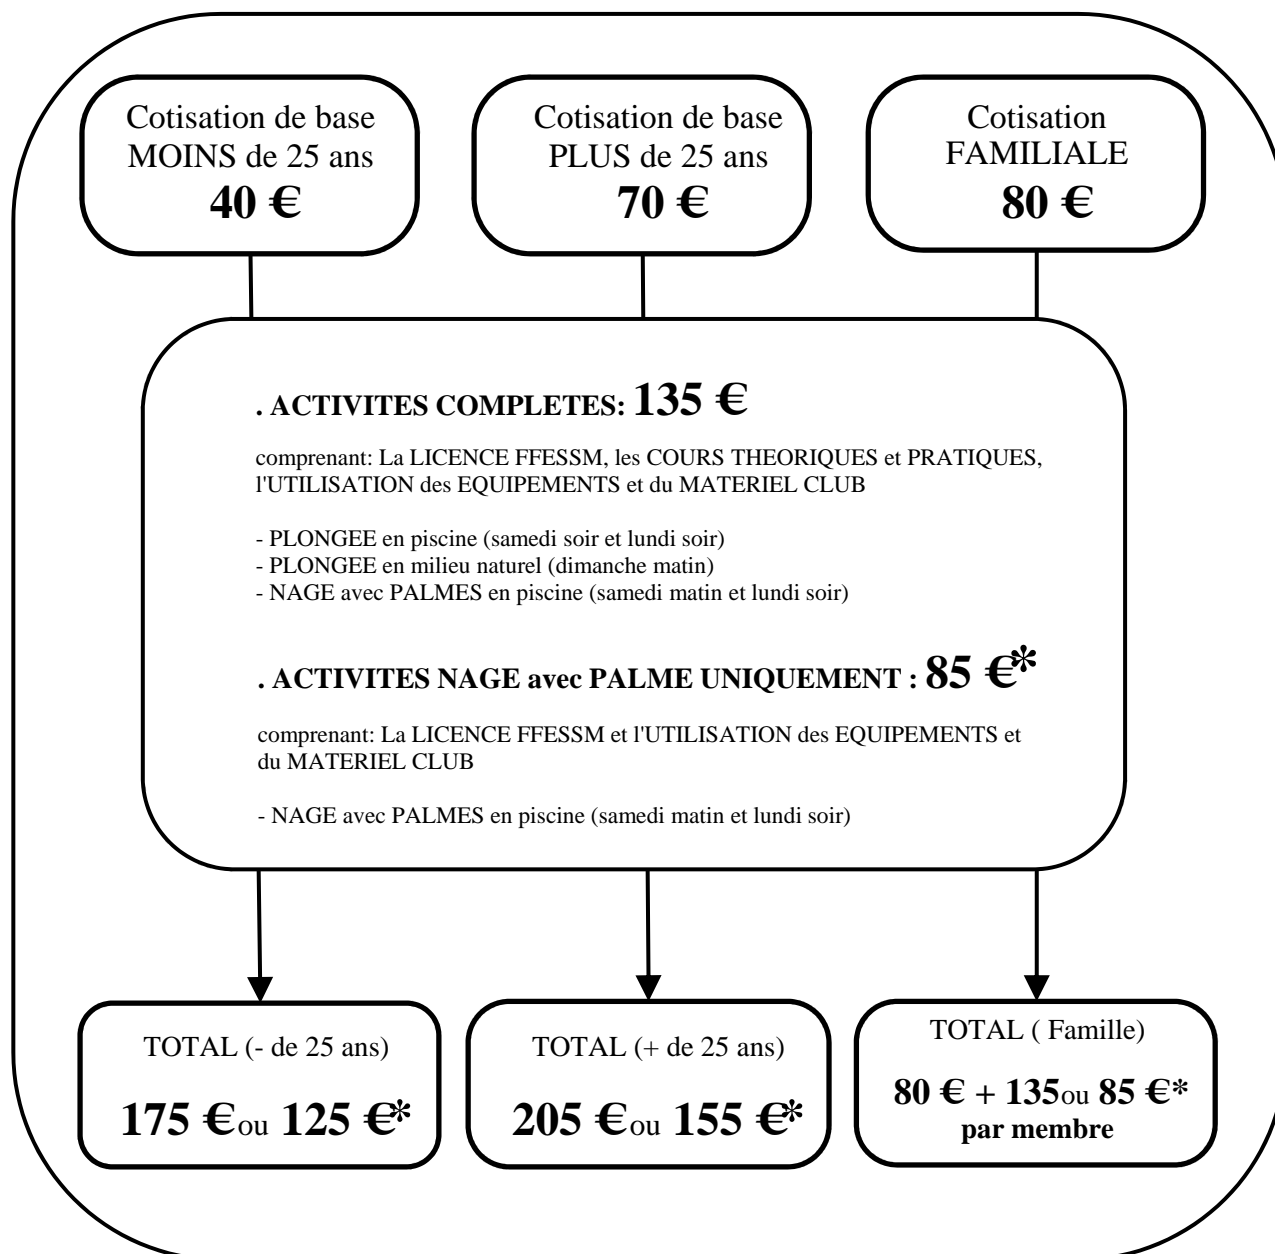 Cotisation de base
MOINS de 25 ans
40 €
Cotisation de base
PLUS de 25 ans
70 €
Cotisation
FAMILIALE
80 €
. ACTIVITES COMPLETES: 135 €
comprenant: La LICENCE FFESSM, les COURS THEORIQUES et PRATIQUES,
l'UTILISATION des EQUIPEMENTS et du MATERIEL CLUB
- PLONGEE en piscine (samedi soir et lundi soir)
- PLONGEE en milieu naturel (dimanche matin)
- NAGE avec PALMES en piscine (samedi matin et lundi soir)
. ACTIVITES NAGE avec PALME UNIQUEMENT : 85 €*
comprenant: La LICENCE FFESSM et l'UTILISATION des EQUIPEMENTS et
du MATERIEL CLUB
- NAGE avec PALMES en piscine (samedi matin et lundi soir)
TOTAL (- de 25 ans)
175 €ou 125 €*
TOTAL (+ de 25 ans)
205 €ou 155 €*
TOTAL ( Famille)
80 € + 135ou 85 €*
par membre